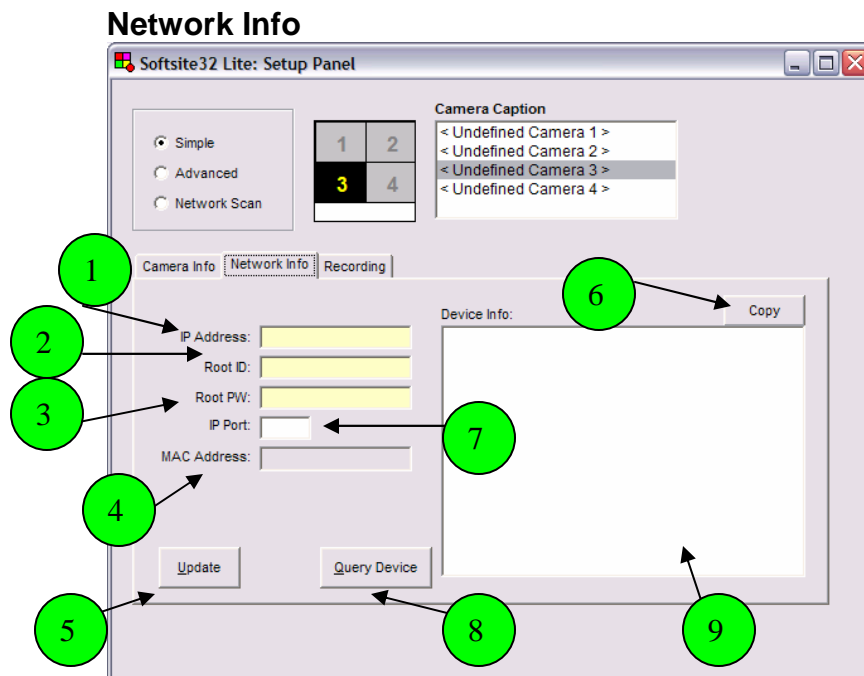 Network Info
Softsite32 Lite: Setup Panel
Camera Caption
Simple
Advanced
Network Scan
1 2
3 4
< Undefined Camera 1 >
< Undefined Camera 2 >
< Undefined Camera 3 >
< Undefined Camera 4 >
Camera Info Network Info Recording
1
2
3
4
IP Address:
Root ID:
Root PW:
IP Port:
MAC Address:
7
6
Device Info: Copy
Update Query Device
5
8
9